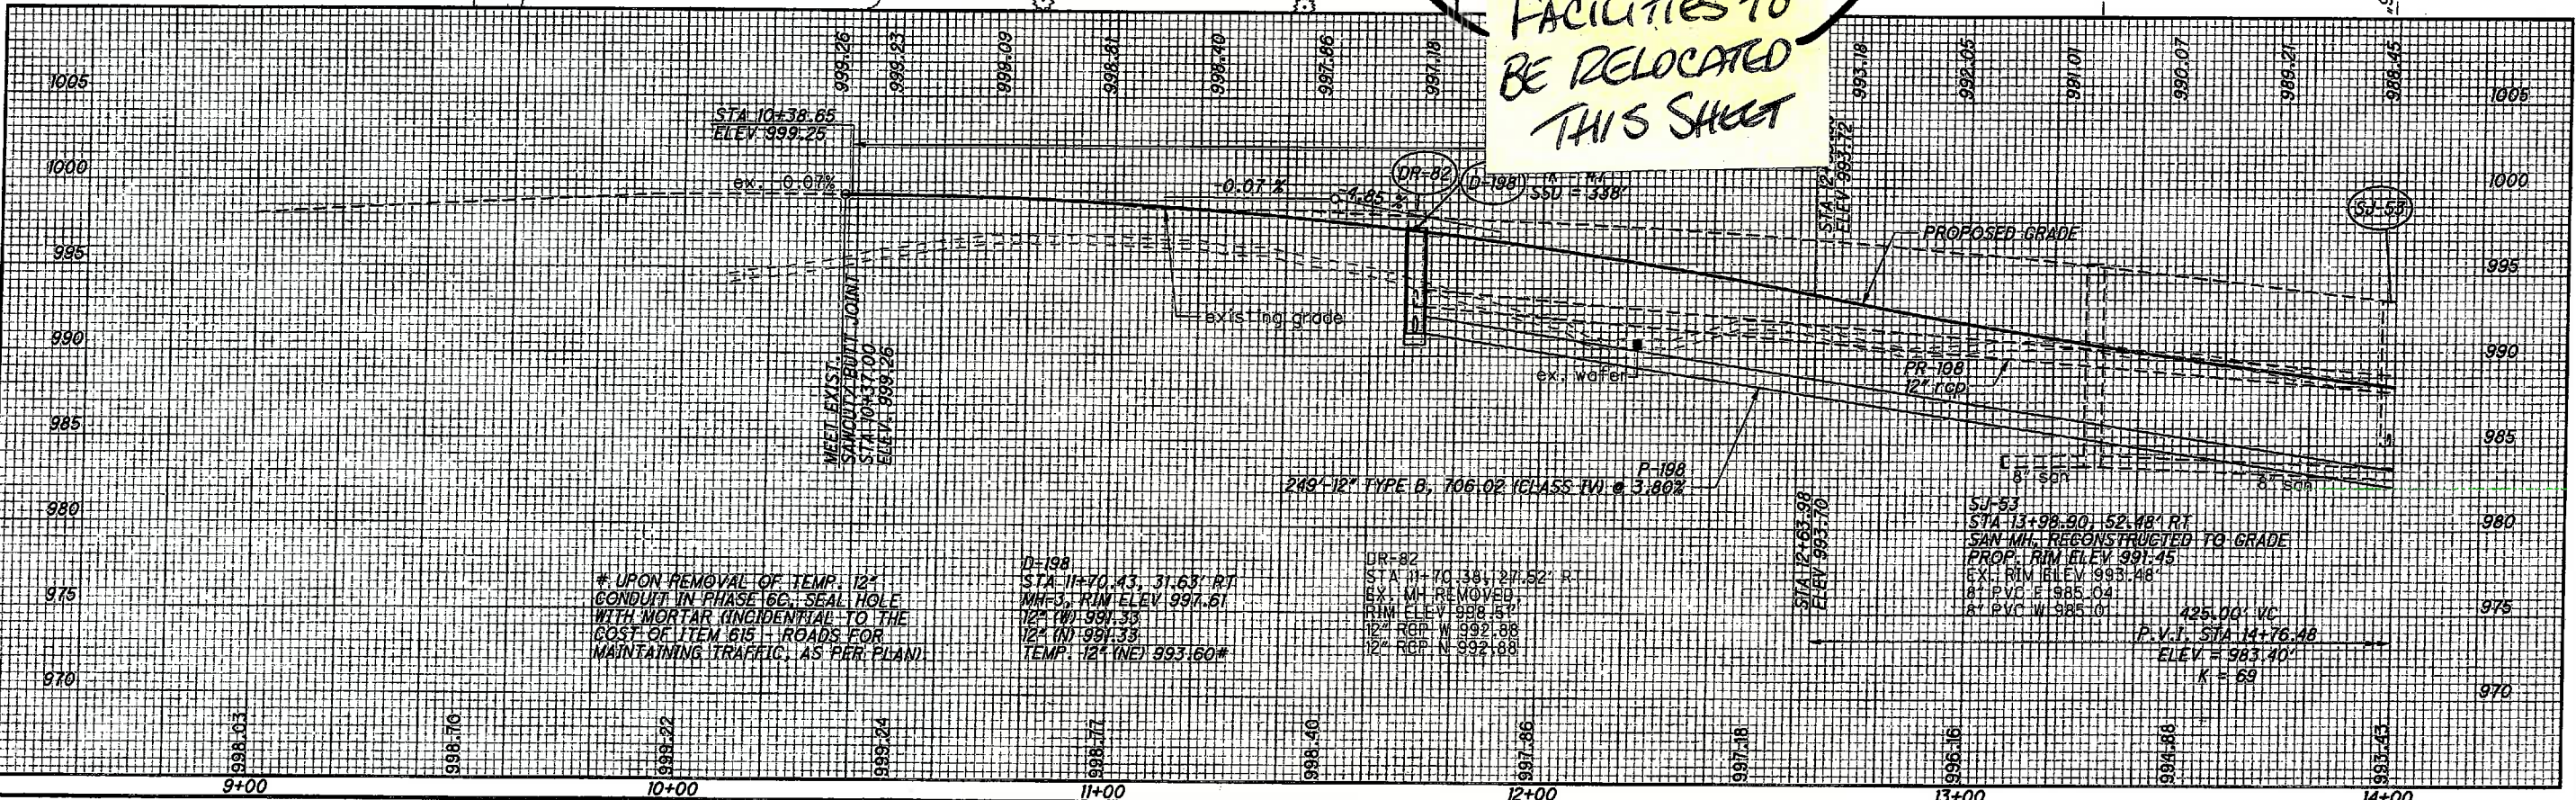 FACILITIES TO
BE RELOCATED
THIS SHEET
999.26
999.23
999.09
998.81
998.40
997.86
997.18
993.18
992.05
991.01
990.07
989.21
988.45
1005
1005
STA 10+38.65
ELEV 999.25
1000
1000
ex. 0.07%
-0.07 %
-4.85 %
DR-82
D-198
SSD = 338'
ELEV 993.72
SJ-53
PROPOSED GRADE
995
995
existing grade
990
990
MEET EXIST.
SAWCUT/BUTT JOINT
STA 10+37.00
ELEV. 999.26
ex. water
PR-108
12" rcp
985
985
P-198
249'-12" TYPE B, 706.02 (CLASS IV) @ 3.80%
8" san
8" san
980
980
STA 12+63.98
ELEV 993.70
SJ-53
STA 13+98.90, 52.48' RT
SAN MH, RECONSTRUCTED TO GRADE
PROP. RIM ELEV 991.45
EX. RIM ELEV 993.48
8" PVC E 985.04
8" PVC W 985.0
# UPON REMOVAL OF TEMP. 12"
CONDUIT IN PHASE 6C, SEAL HOLE
WITH MORTAR (INCIDENTAL TO THE
COST OF ITEM 615 - ROADS FOR
MAINTAINING TRAFFIC, AS PER PLAN)
D-198
STA 11+70.43, 31.63' RT
MH-3, RIM ELEV 997.61
12" (W) 991.33
12" (N) 991.33
TEMP. 12" (NE) 993.60#
DR-82
STA 11+70.38, 27.52' R
EX. MH REMOVED,
RIM ELEV 998.51'
12" RCP W 992.88
12" RCP N 992.88
975
975
425.00' VC
P.V.I. STA 14+76.48
ELEV = 983.40'
K = 69
970
970
998.03
998.70
999.22
999.24
998.77
998.40
997.86
997.18
996.16
994.88
993.43
9+00
10+00
11+00
12+00
13+00
14+00